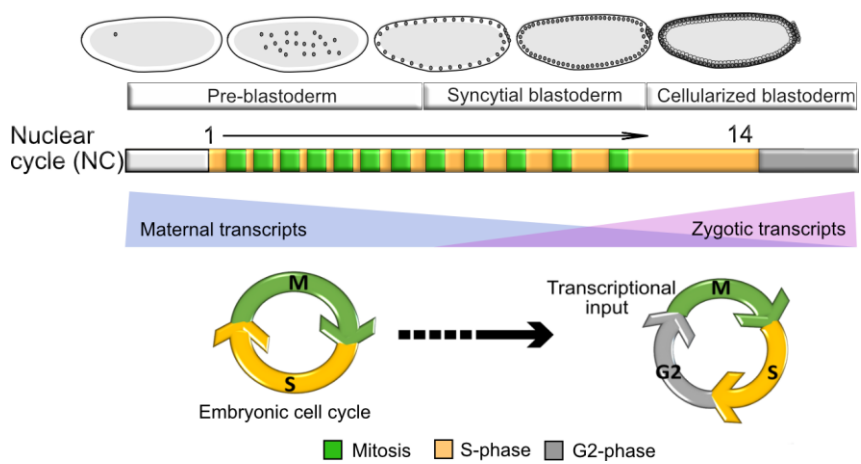 Pre-blastoderm
Syncytial blastoderm
Cellularized blastoderm
Nuclear
cycle (NC)
1
14
Maternal transcripts
Zygotic transcripts
M
S
Embryonic cell cycle
Transcriptional
input
M
G2
S
Mitosis
S-phase
G2-phase